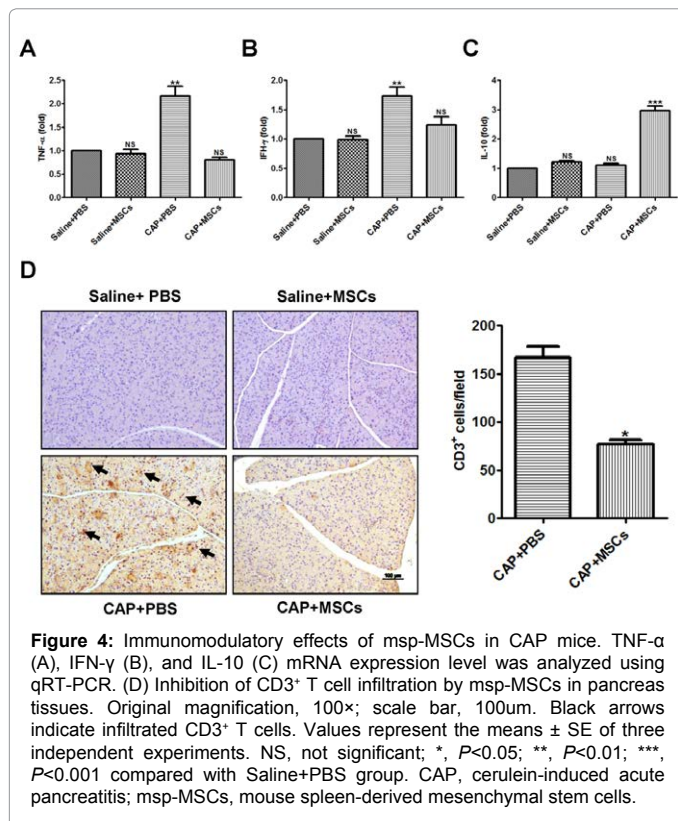 A
B
C
TNF-α (fold)
2.5
2.0
1.5
1.0
0.5
0.0
NS
**
NS
Saline+PBS
Saline+MSCs
CAP+PBS
CAP+MSCs
IFH-γ (fold)
2.0
1.5
1.0
0.5
0.0
NS
**
NS
Saline+PBS
Saline+MSCs
CAP+PBS
CAP+MSCs
IL-10 (fold)
4
3
2
1
0
NS
NS
***
Saline+PBS
Saline+MSCs
CAP+PBS
CAP+MSCs
D
Saline+ PBS
Saline+MSCs
100 μm
CAP+PBS
CAP+MSCs
CD3+ cells/field
200
150
100
50
0
*
CAP+PBS
CAP+MSCs
Figure 4: Immunomodulatory effects of msp-MSCs in CAP mice. TNF-α
(A), IFN-γ (B), and IL-10 (C) mRNA expression level was analyzed using
qRT-PCR. (D) Inhibition of CD3+ T cell infiltration by msp-MSCs in pancreas
tissues. Original magnification, 100×; scale bar, 100um. Black arrows
indicate infiltrated CD3+ T cells. Values represent the means ± SE of three
independent experiments. NS, not significant; *, P<0.05; **, P<0.01; ***,
P<0.001 compared with Saline+PBS group. CAP, cerulein-induced acute
pancreatitis; msp-MSCs, mouse spleen-derived mesenchymal stem cells.